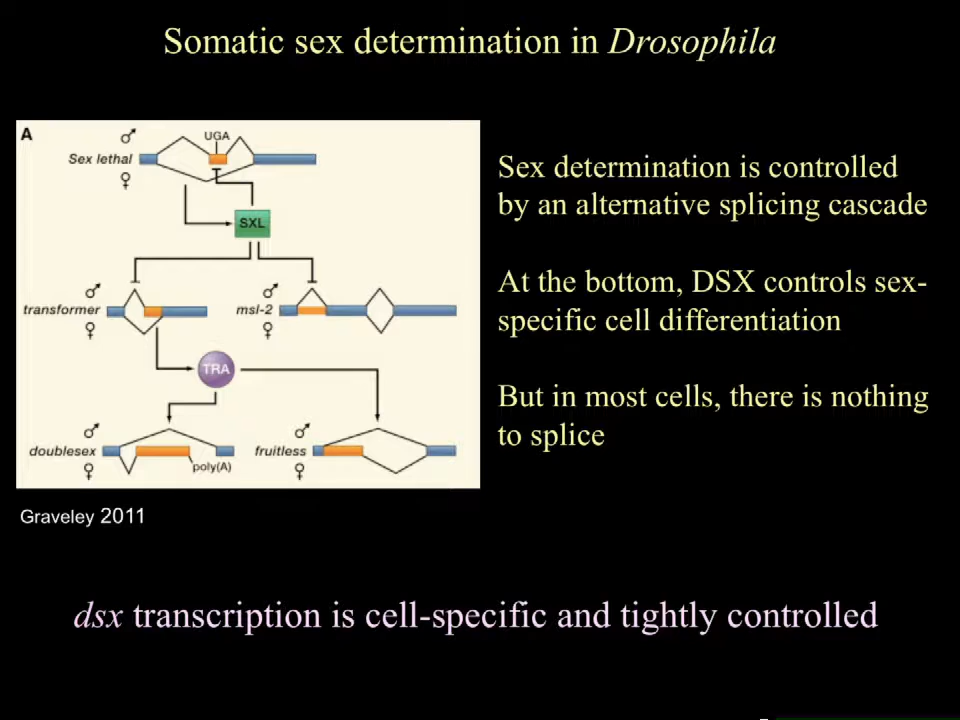 Somatic sex determination in Drosophila
A
♂
UGA
Sex lethal
♀
SXL
♂
transformer
♀
♂
msl-2
♀
TRA
♂
doublesex
♀
poly(A)
♂
fruitless
♀
Graveley 2011
Sex determination is controlled
by an alternative splicing cascade
At the bottom, DSX controls sex-
specific cell differentiation
But in most cells, there is nothing
to splice
dsx transcription is cell-specific and tightly controlled